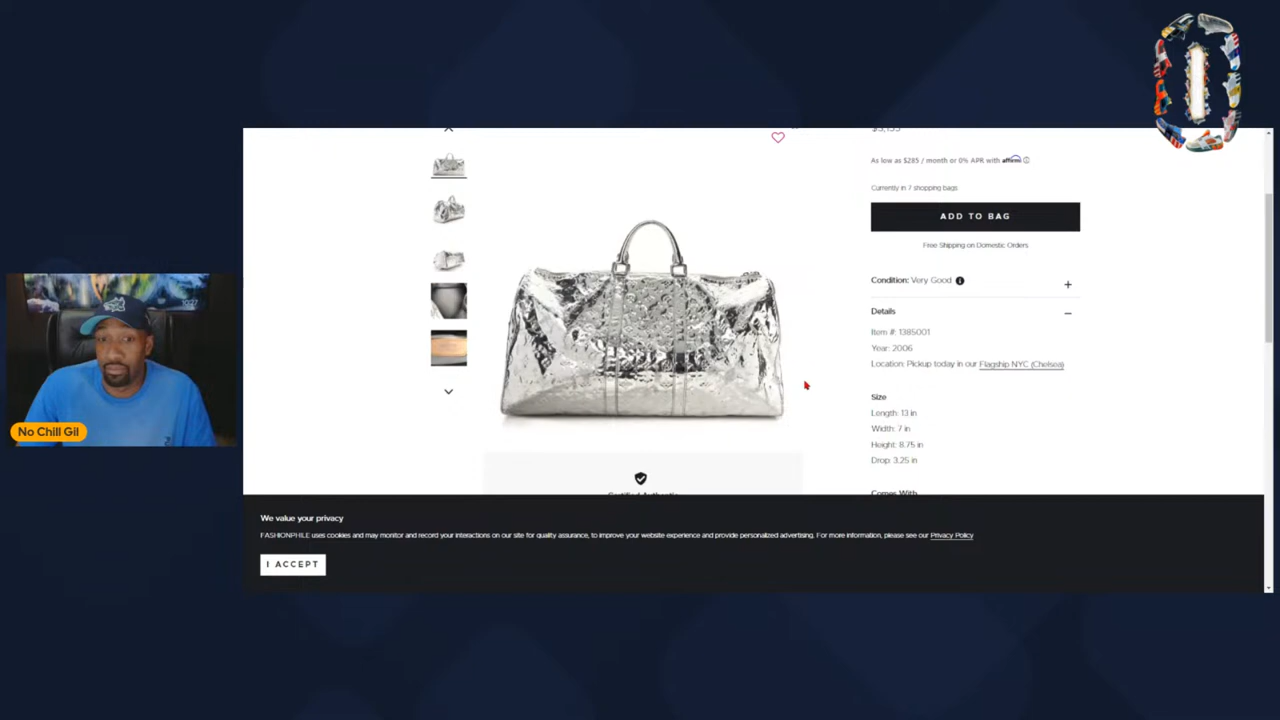 As low as $285 / month or 0% APR with affirm
Currently in 7 shopping bags
ADD TO BAG
Free Shipping on Domestic Orders
Condition: Very Good
Details
Item #: 1385001
Year: 2006
Location: Pickup today in our Flagship NYC (Chelsea)
Size
Length: 13 in
Width: 7 in
Height: 8.75 in
Drop: 3.25 in
Comes With
Certified Authentic
No Chill Gil
We value your privacy
FASHIONPHILE uses cookies and may monitor and record your interactions on our site for quality assurance, to improve your website experience and provide personalized advertising. For more information, please see our Privacy Policy
I ACCEPT